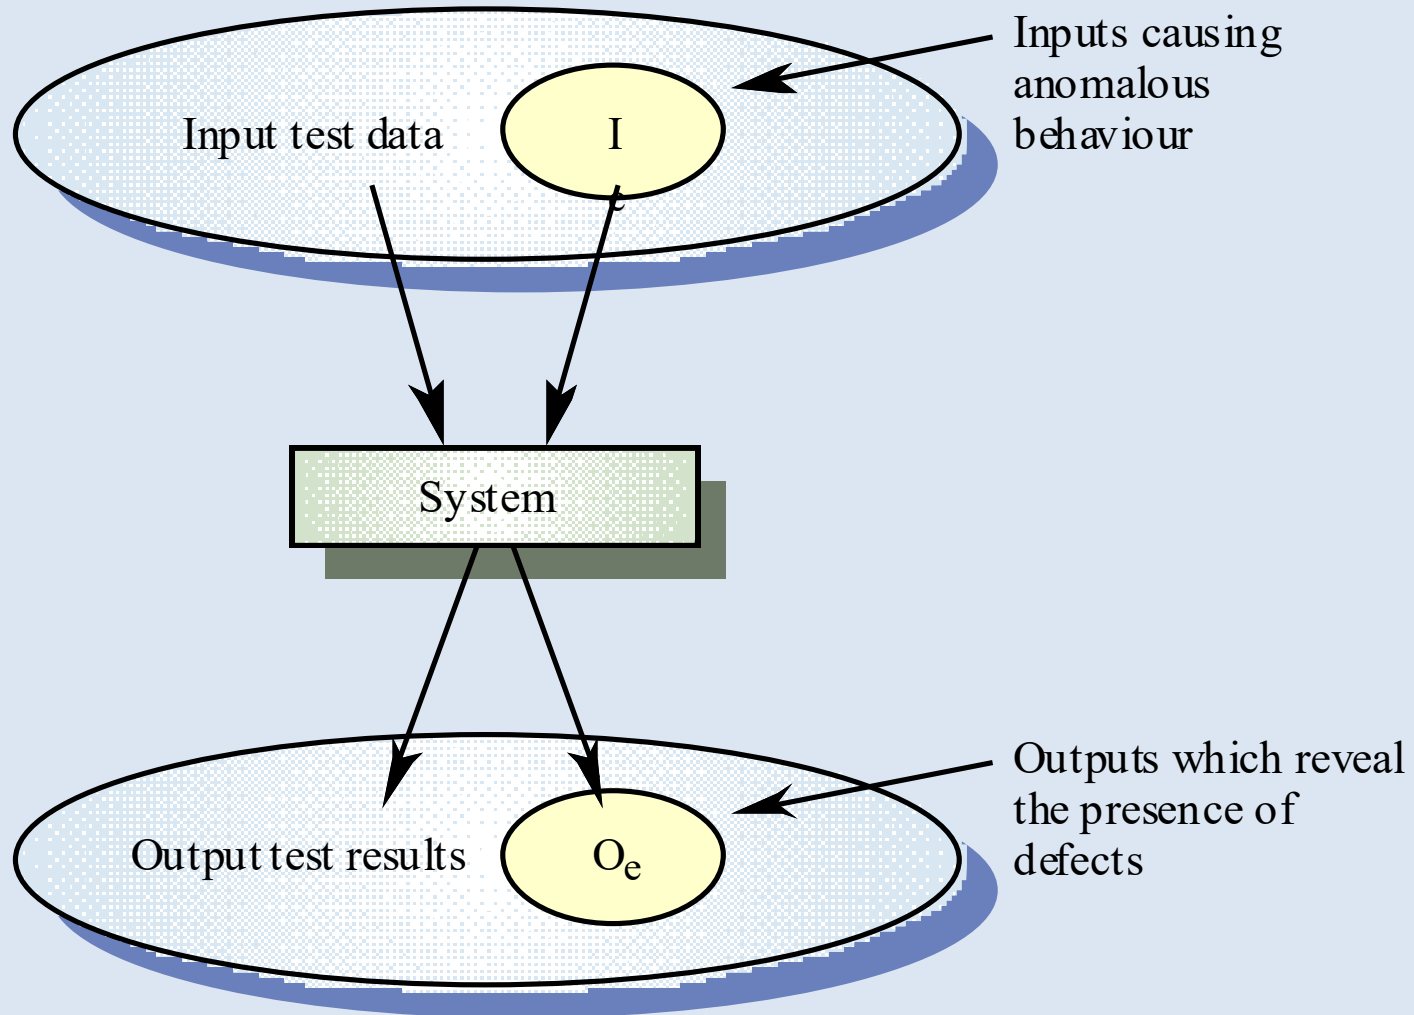 Inputs causing
anomalous
behaviour
Input test data
I
e
System
Outputs which reveal
the presence of
defects
Output test results
Oe